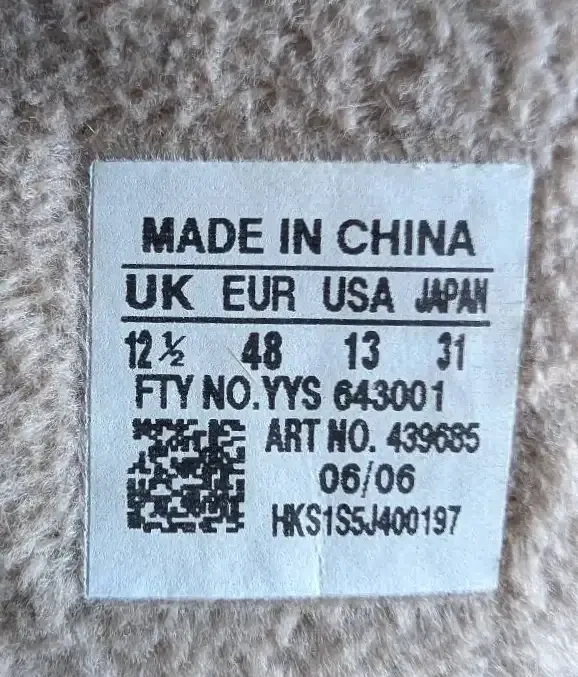 MADE IN CHINA
UK EUR USA JAPAN
12½ 48 13 31
FTY NO.YYS 643001
ART NO. 439685
06/06
HKS1S5J400197